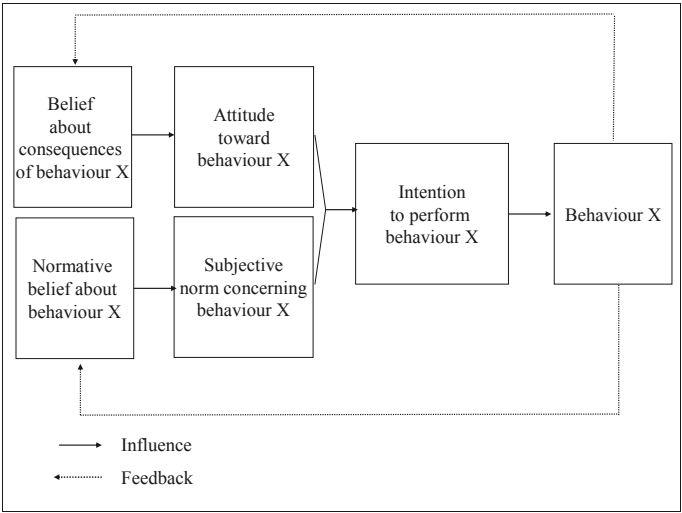 Belief
about
consequences
of behaviour X
Attitude
toward
behaviour X
Intention
to perform
behaviour X
Behaviour X
Normative
belief about
behaviour X
Subjective
norm concerning
behaviour X
Influence
Feedback